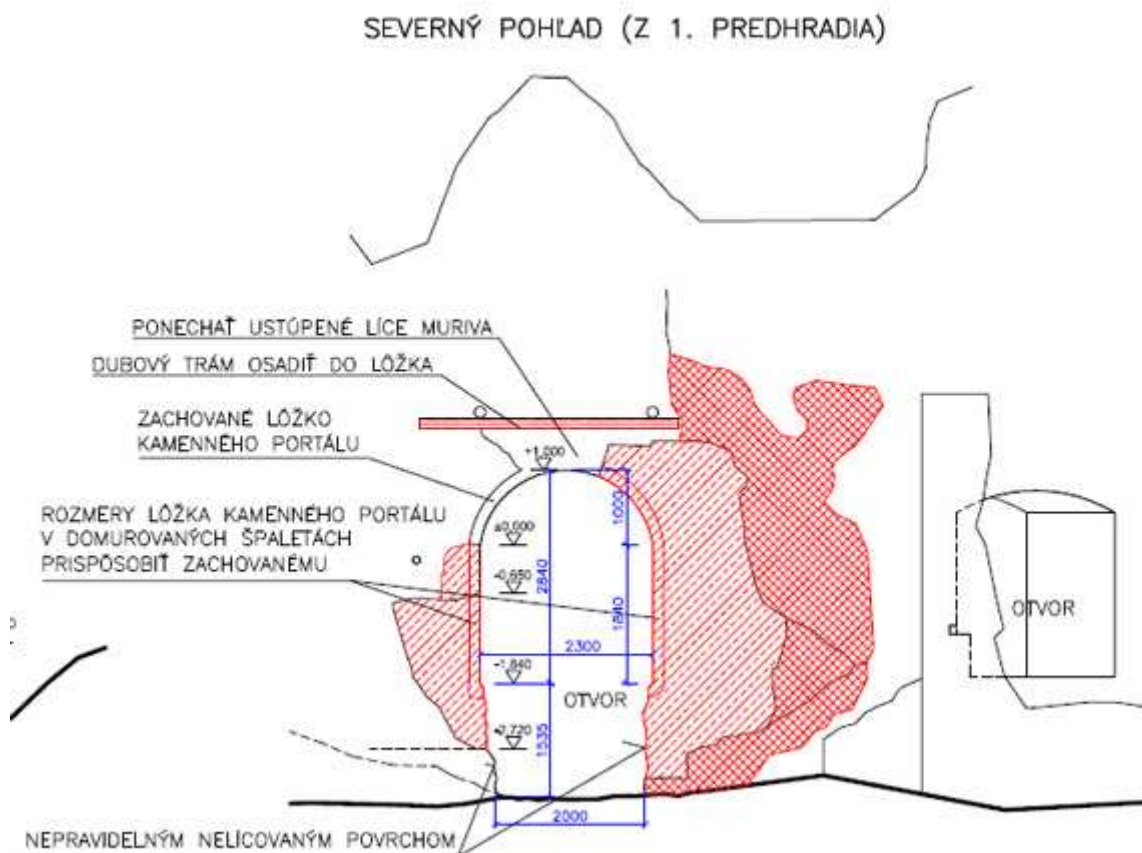 SEVERNÝ POHĽAD (Z 1. PREDHRADIA)
PONECHAŤ USTÚPENÉ LÍCE MURIVA
DUBOVÝ TRÁM OSADIŤ DO LÔŽKA
ZACHOVANÉ LÔŽKO
KAMENNÉHO PORTÁLU
+1,000
ROZMERY LÔŽKA KAMENNÉHO PORTÁLU
V DOMUROVANÝCH ŠPALETÁCH
PRISPÔSOBIŤ ZACHOVANÉMU
±0,000
1000
-0,650
2840
1840
OTVOR
2300
-1,840
OTVOR
-2,720
1535
2000
NEPRAVIDELNÝM NELÍCOVANÝM POVRCHOM